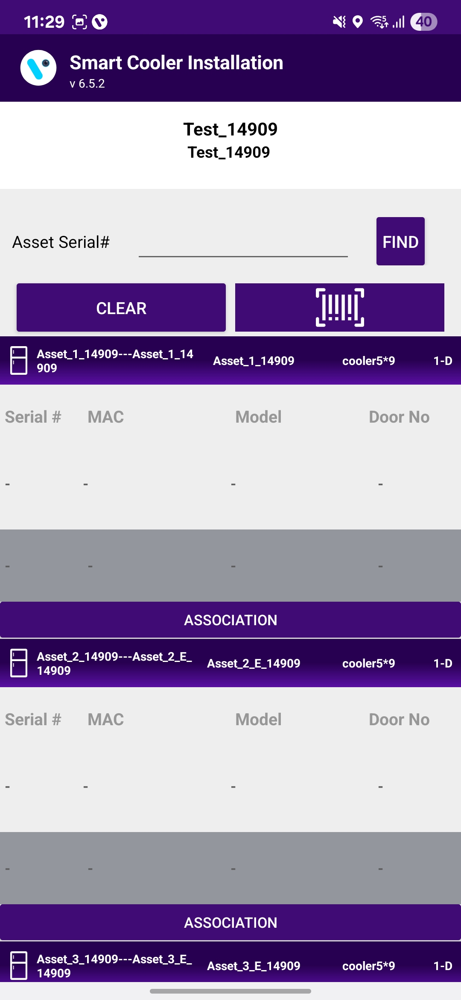 11:29
5
40
Smart Cooler Installation
v 6.5.2
Test_14909
Test_14909
Asset Serial#
FIND
CLEAR
Asset_1_14909---Asset_1_14
909
Asset_1_14909
cooler5*9
1-D
Serial # MAC Model Door No
- - - -
- - - -
ASSOCIATION
Asset_2_14909---Asset_2_E_
14909
Asset_2_E_14909
cooler5*9
1-D
Serial # MAC Model Door No
- - - -
- - - -
ASSOCIATION
Asset_3_14909---Asset_3_E_
14909
Asset_3_E_14909
cooler5*9
1-D